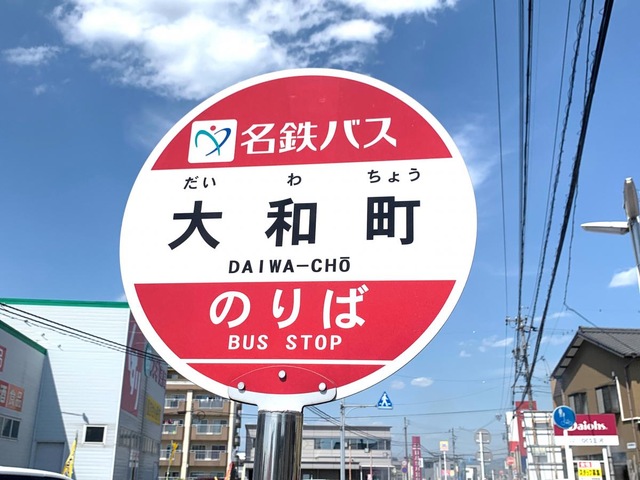 名鉄バス
だい わ ちょう
大和町
DAIWA-CHŌ
のりば
BUS STOP
Daiohs.